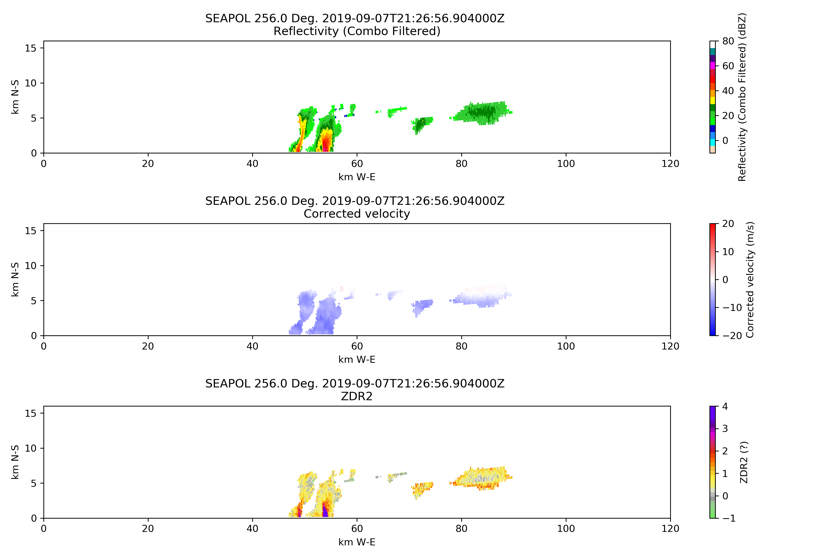 SEAPOL 256.0 Deg. 2019-09-07T21:26:56.904000Z
Reflectivity (Combo Filtered)
15
10
5
0
km N-S
0 20 40 60 80 100 120
km W-E
80
60
40
20
0
Reflectivity (Combo Filtered) (dBZ)
SEAPOL 256.0 Deg. 2019-09-07T21:26:56.904000Z
Corrected velocity
15
10
5
0
km N-S
0 20 40 60 80 100 120
km W-E
20
10
0
−10
−20
Corrected velocity (m/s)
SEAPOL 256.0 Deg. 2019-09-07T21:26:56.904000Z
ZDR2
15
10
5
0
km N-S
0 20 40 60 80 100 120
km W-E
4
3
2
1
0
−1
ZDR2 (?)